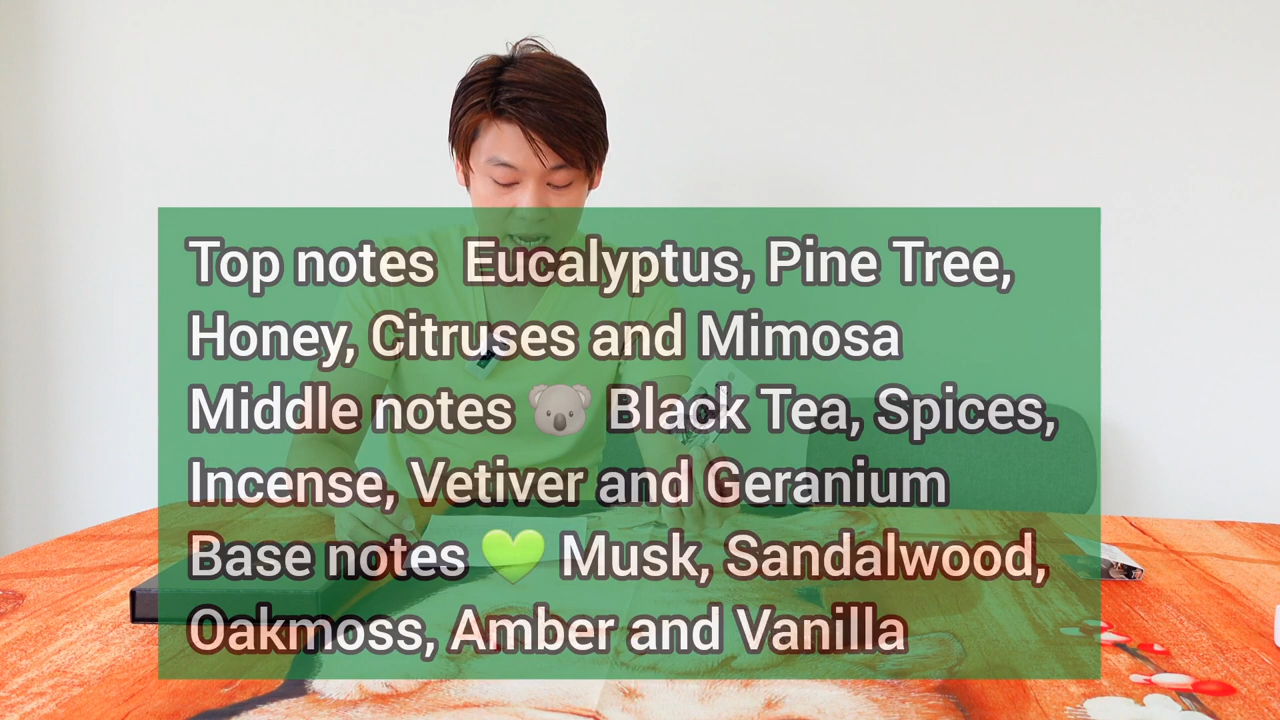 Top notes  Eucalyptus, Pine Tree,
Honey, Citruses and Mimosa
Middle notes 🐨 Black Tea, Spices,
Incense, Vetiver and Geranium
Base notes 💚 Musk, Sandalwood,
Oakmoss, Amber and Vanilla